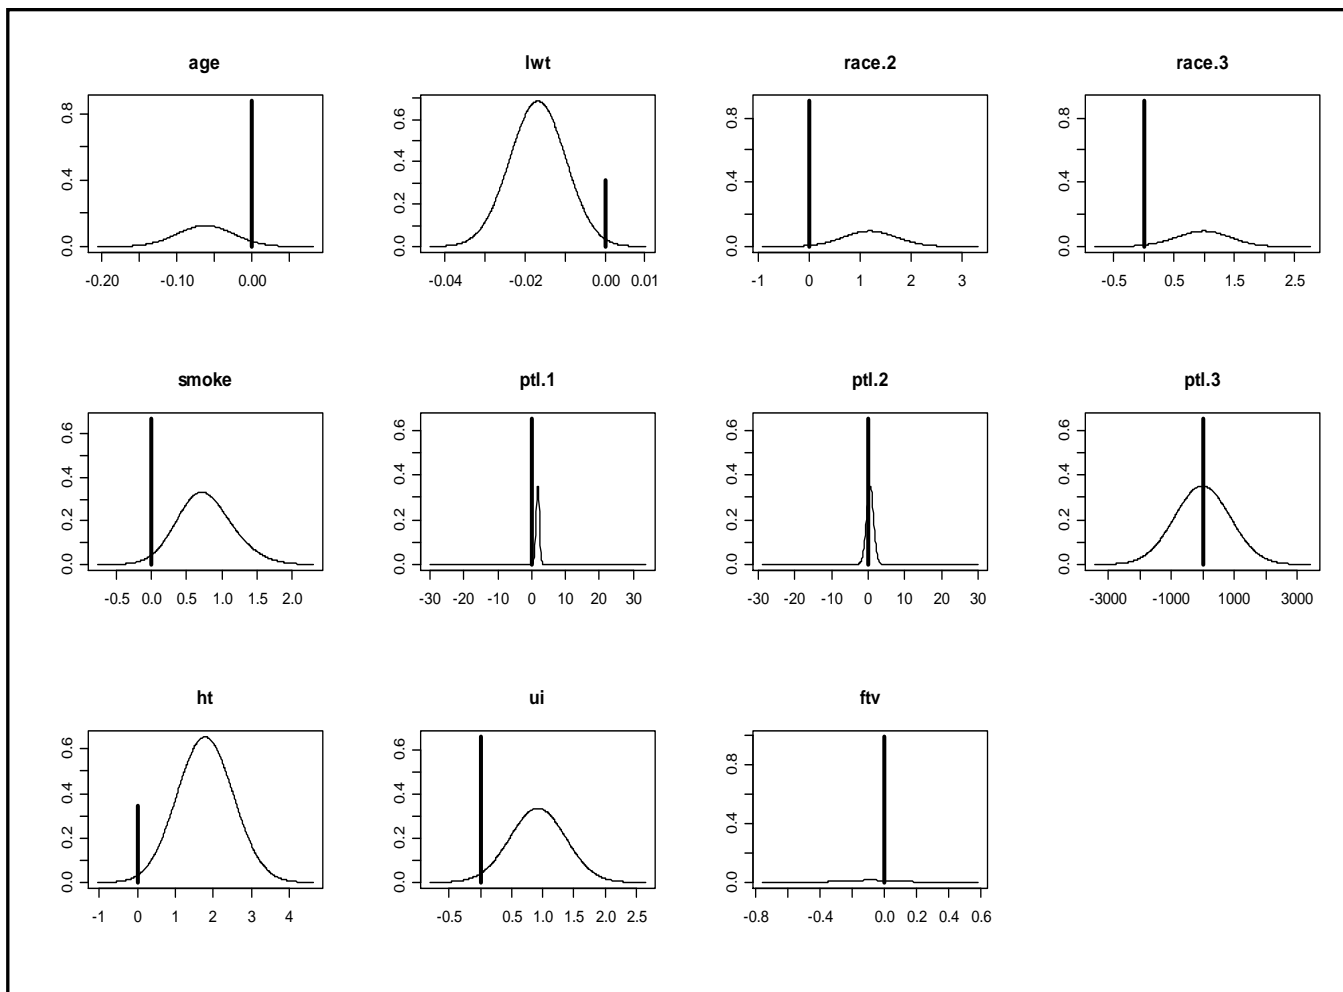 age lwt race.2 race.3
0.0 0.4 0.8 0.0 0.2 0.4 0.6 0.0 0.4 0.8 0.0 0.4 0.8
-0.20 -0.10 0.00 -0.04 -0.02 0.00 0.01 -1 0 1 2 3 -0.5 0.5 1.5 2.5
smoke ptl.1 ptl.2 ptl.3
0.0 0.2 0.4 0.6 0.0 0.2 0.4 0.6 0.0 0.2 0.4 0.6 0.0 0.2 0.4 0.6
-0.5 0.0 0.5 1.0 1.5 2.0 -30 -20 -10 0 10 20 30 -30 -20 -10 0 10 20 30 -3000 -1000 1000 3000
ht ui ftv
0.0 0.2 0.4 0.6 0.0 0.2 0.4 0.6 0.0 0.4 0.8
-1 0 1 2 3 4 -0.5 0.5 1.0 1.5 2.0 2.5 -0.8 -0.4 0.0 0.4 0.6